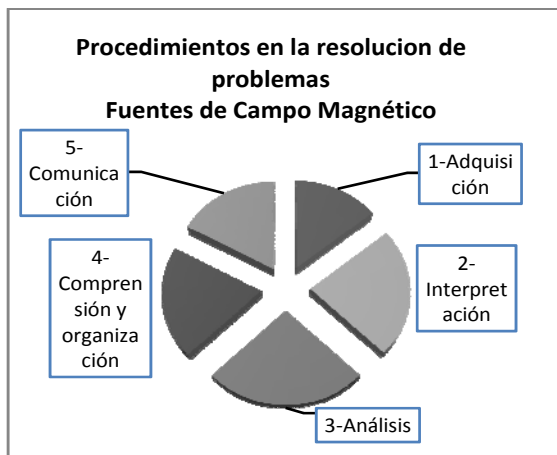 Procedimientos en la resolucion de
problemas
Fuentes de Campo Magnético
5-
Comunica
ción
1-Adquisi
ción
4-
Compren
sión y
organiza
ción
2-
Interpret
ación
3-Análisis